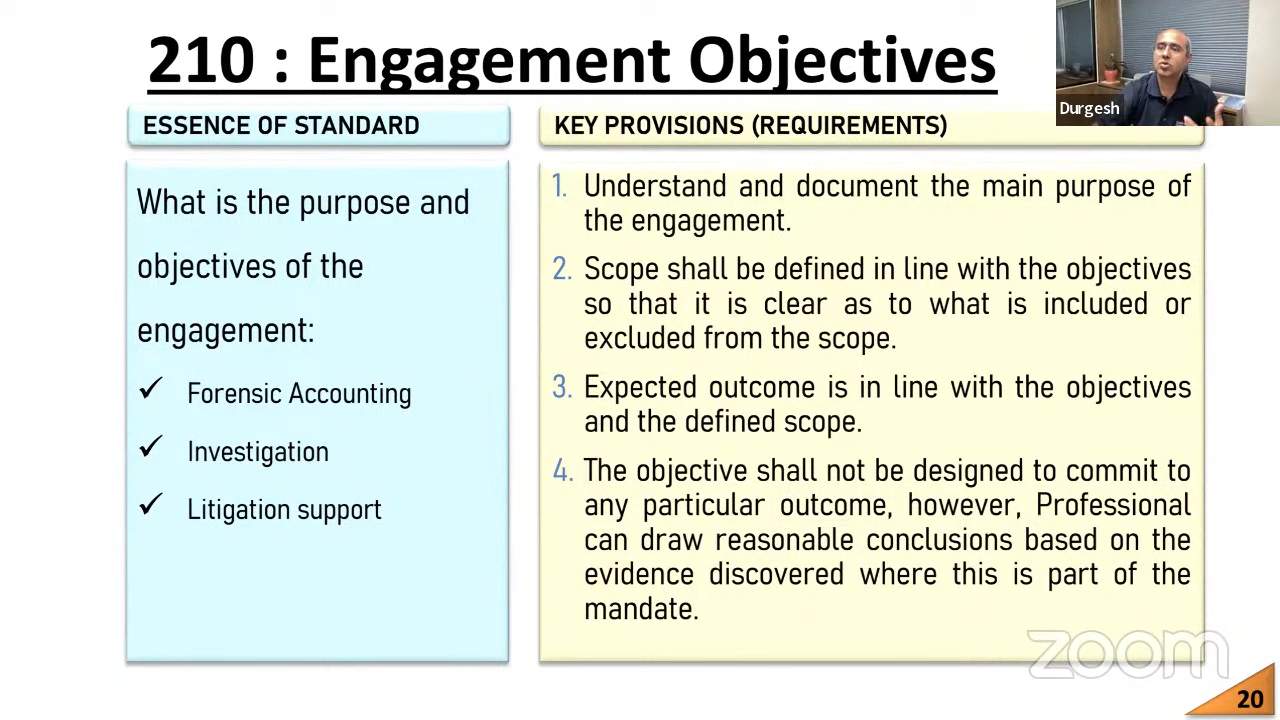 210 : Engagement Objectives
Durgesh
ESSENCE OF STANDARD
What is the purpose and
objectives of the
engagement:
✓ Forensic Accounting
✓ Investigation
✓ Litigation support
KEY PROVISIONS (REQUIREMENTS)
1. Understand and document the main purpose of
the engagement.
2. Scope shall be defined in line with the objectives
so that it is clear as to what is included or
excluded from the scope.
3. Expected outcome is in line with the objectives
and the defined scope.
4. The objective shall not be designed to commit to
any particular outcome, however, Professional
can draw reasonable conclusions based on the
evidence discovered where this is part of the
mandate.
zoom
20